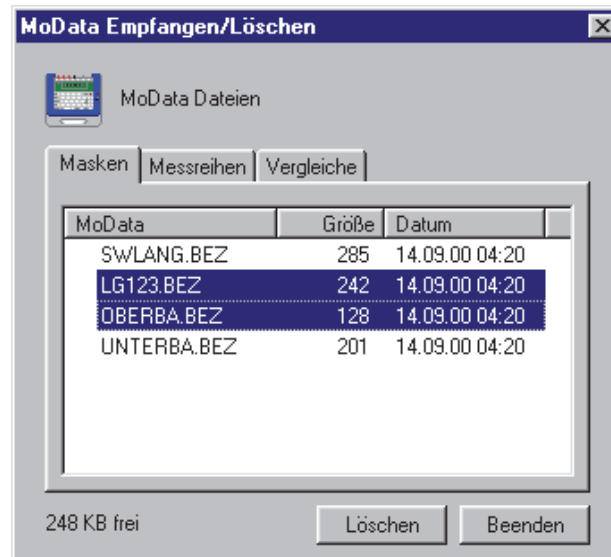 MoData Empfangen/Löschen
MoData Dateien
Masken Messreihen Vergleiche
MoData Größe Datum
SWLANG.BEZ 285 14.09.00 04:20
LG123.BEZ 242 14.09.00 04:20
OBERBA.BEZ 128 14.09.00 04:20
UNTERBA.BEZ 201 14.09.00 04:20
248 KB frei Löschen Beenden